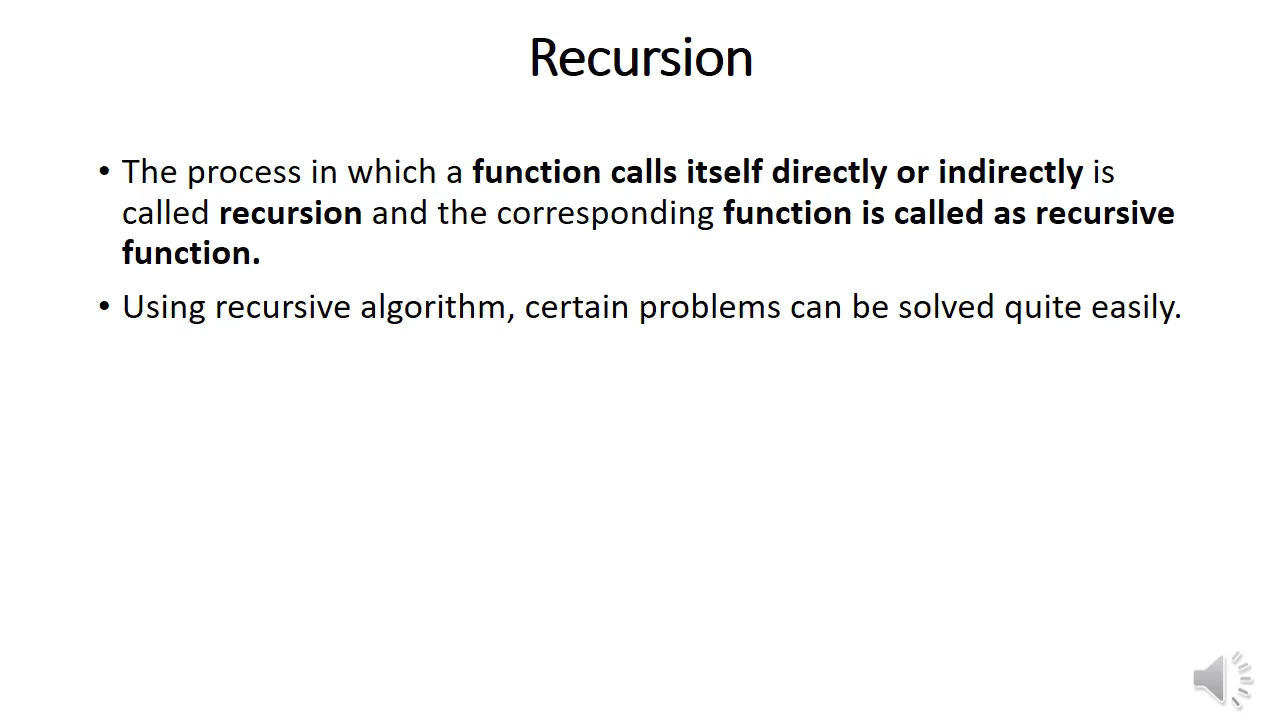 Recursion
• The process in which a function calls itself directly or indirectly is
called recursion and the corresponding function is called as recursive
function.
• Using recursive algorithm, certain problems can be solved quite easily.